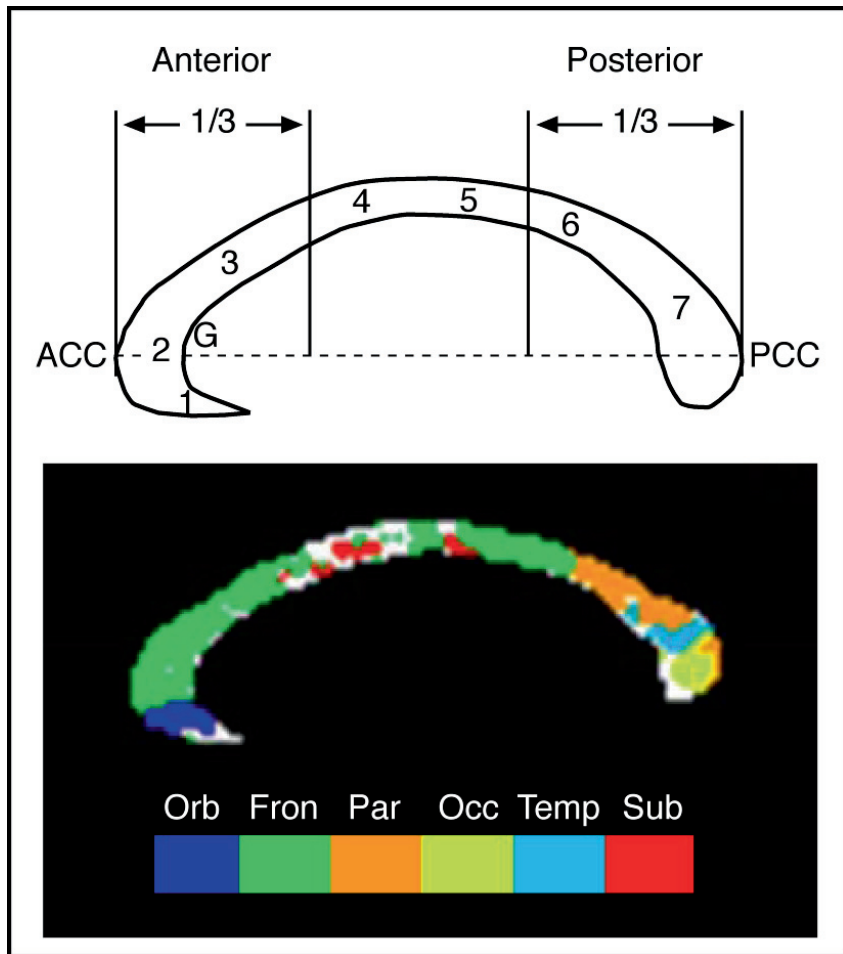 Anterior Posterior
1/3 1/3
4 5
6
3
7
G
ACC 2 PCC
1
Orb Fron Par Occ Temp Sub